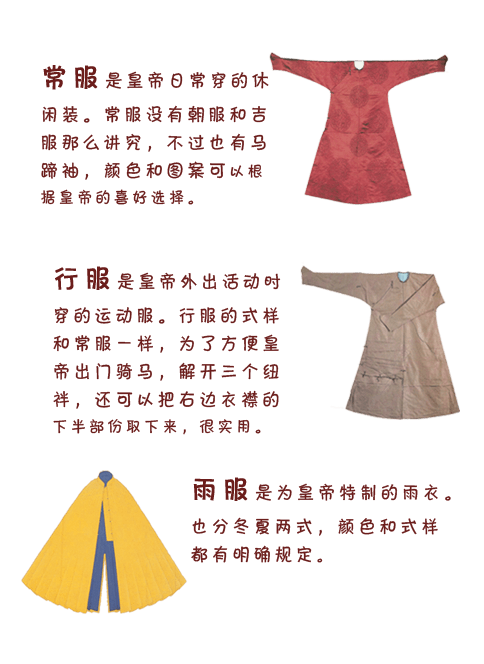 常服是皇帝日常穿的休
闲装。常服没有朝服和吉
服那么讲究，不过也有马
蹄袖，颜色和图案可以根
据皇帝的喜好选择。
行服是皇帝外出活动时
穿的运动服。行服的式样
和常服一样，为了方便皇
帝出门骑马，解开三个纽
袢，还可以把右边衣襟的
下半部份取下来，很实用。
雨服是为皇帝特制的雨衣。
也分冬夏两式，颜色和式样
都有明确规定。